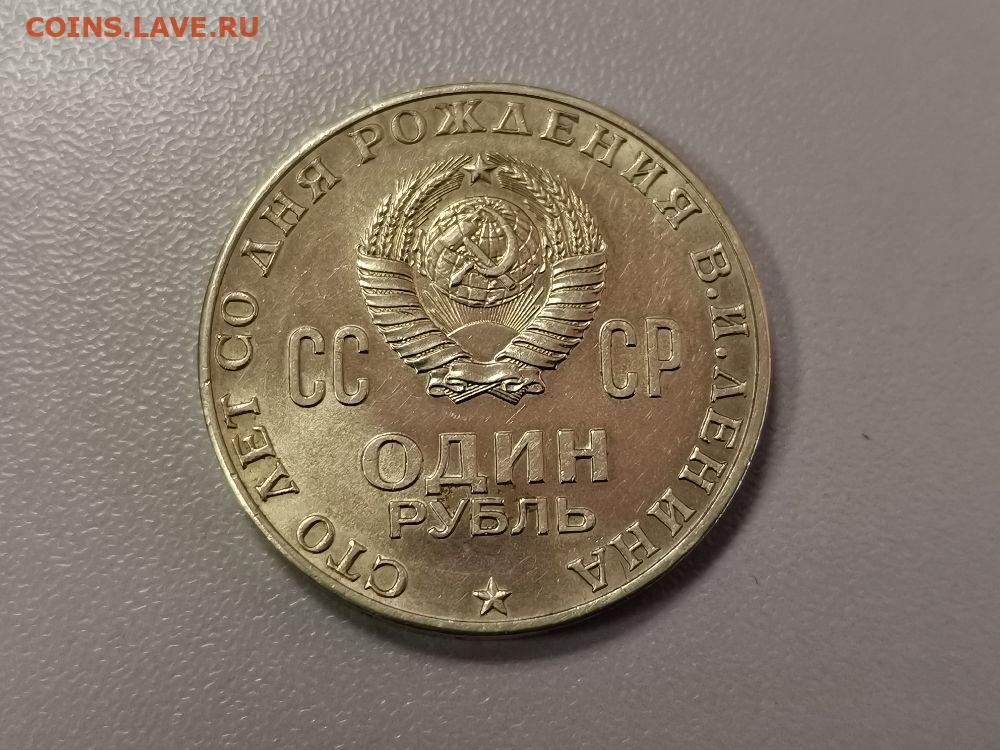 COINS.LAVE.RU
СТО ЛЕТ СО ДНЯ РОЖДЕНИЯ В.И.ЛЕНИНА
СС СР
ОДИН
РУБЛЬ